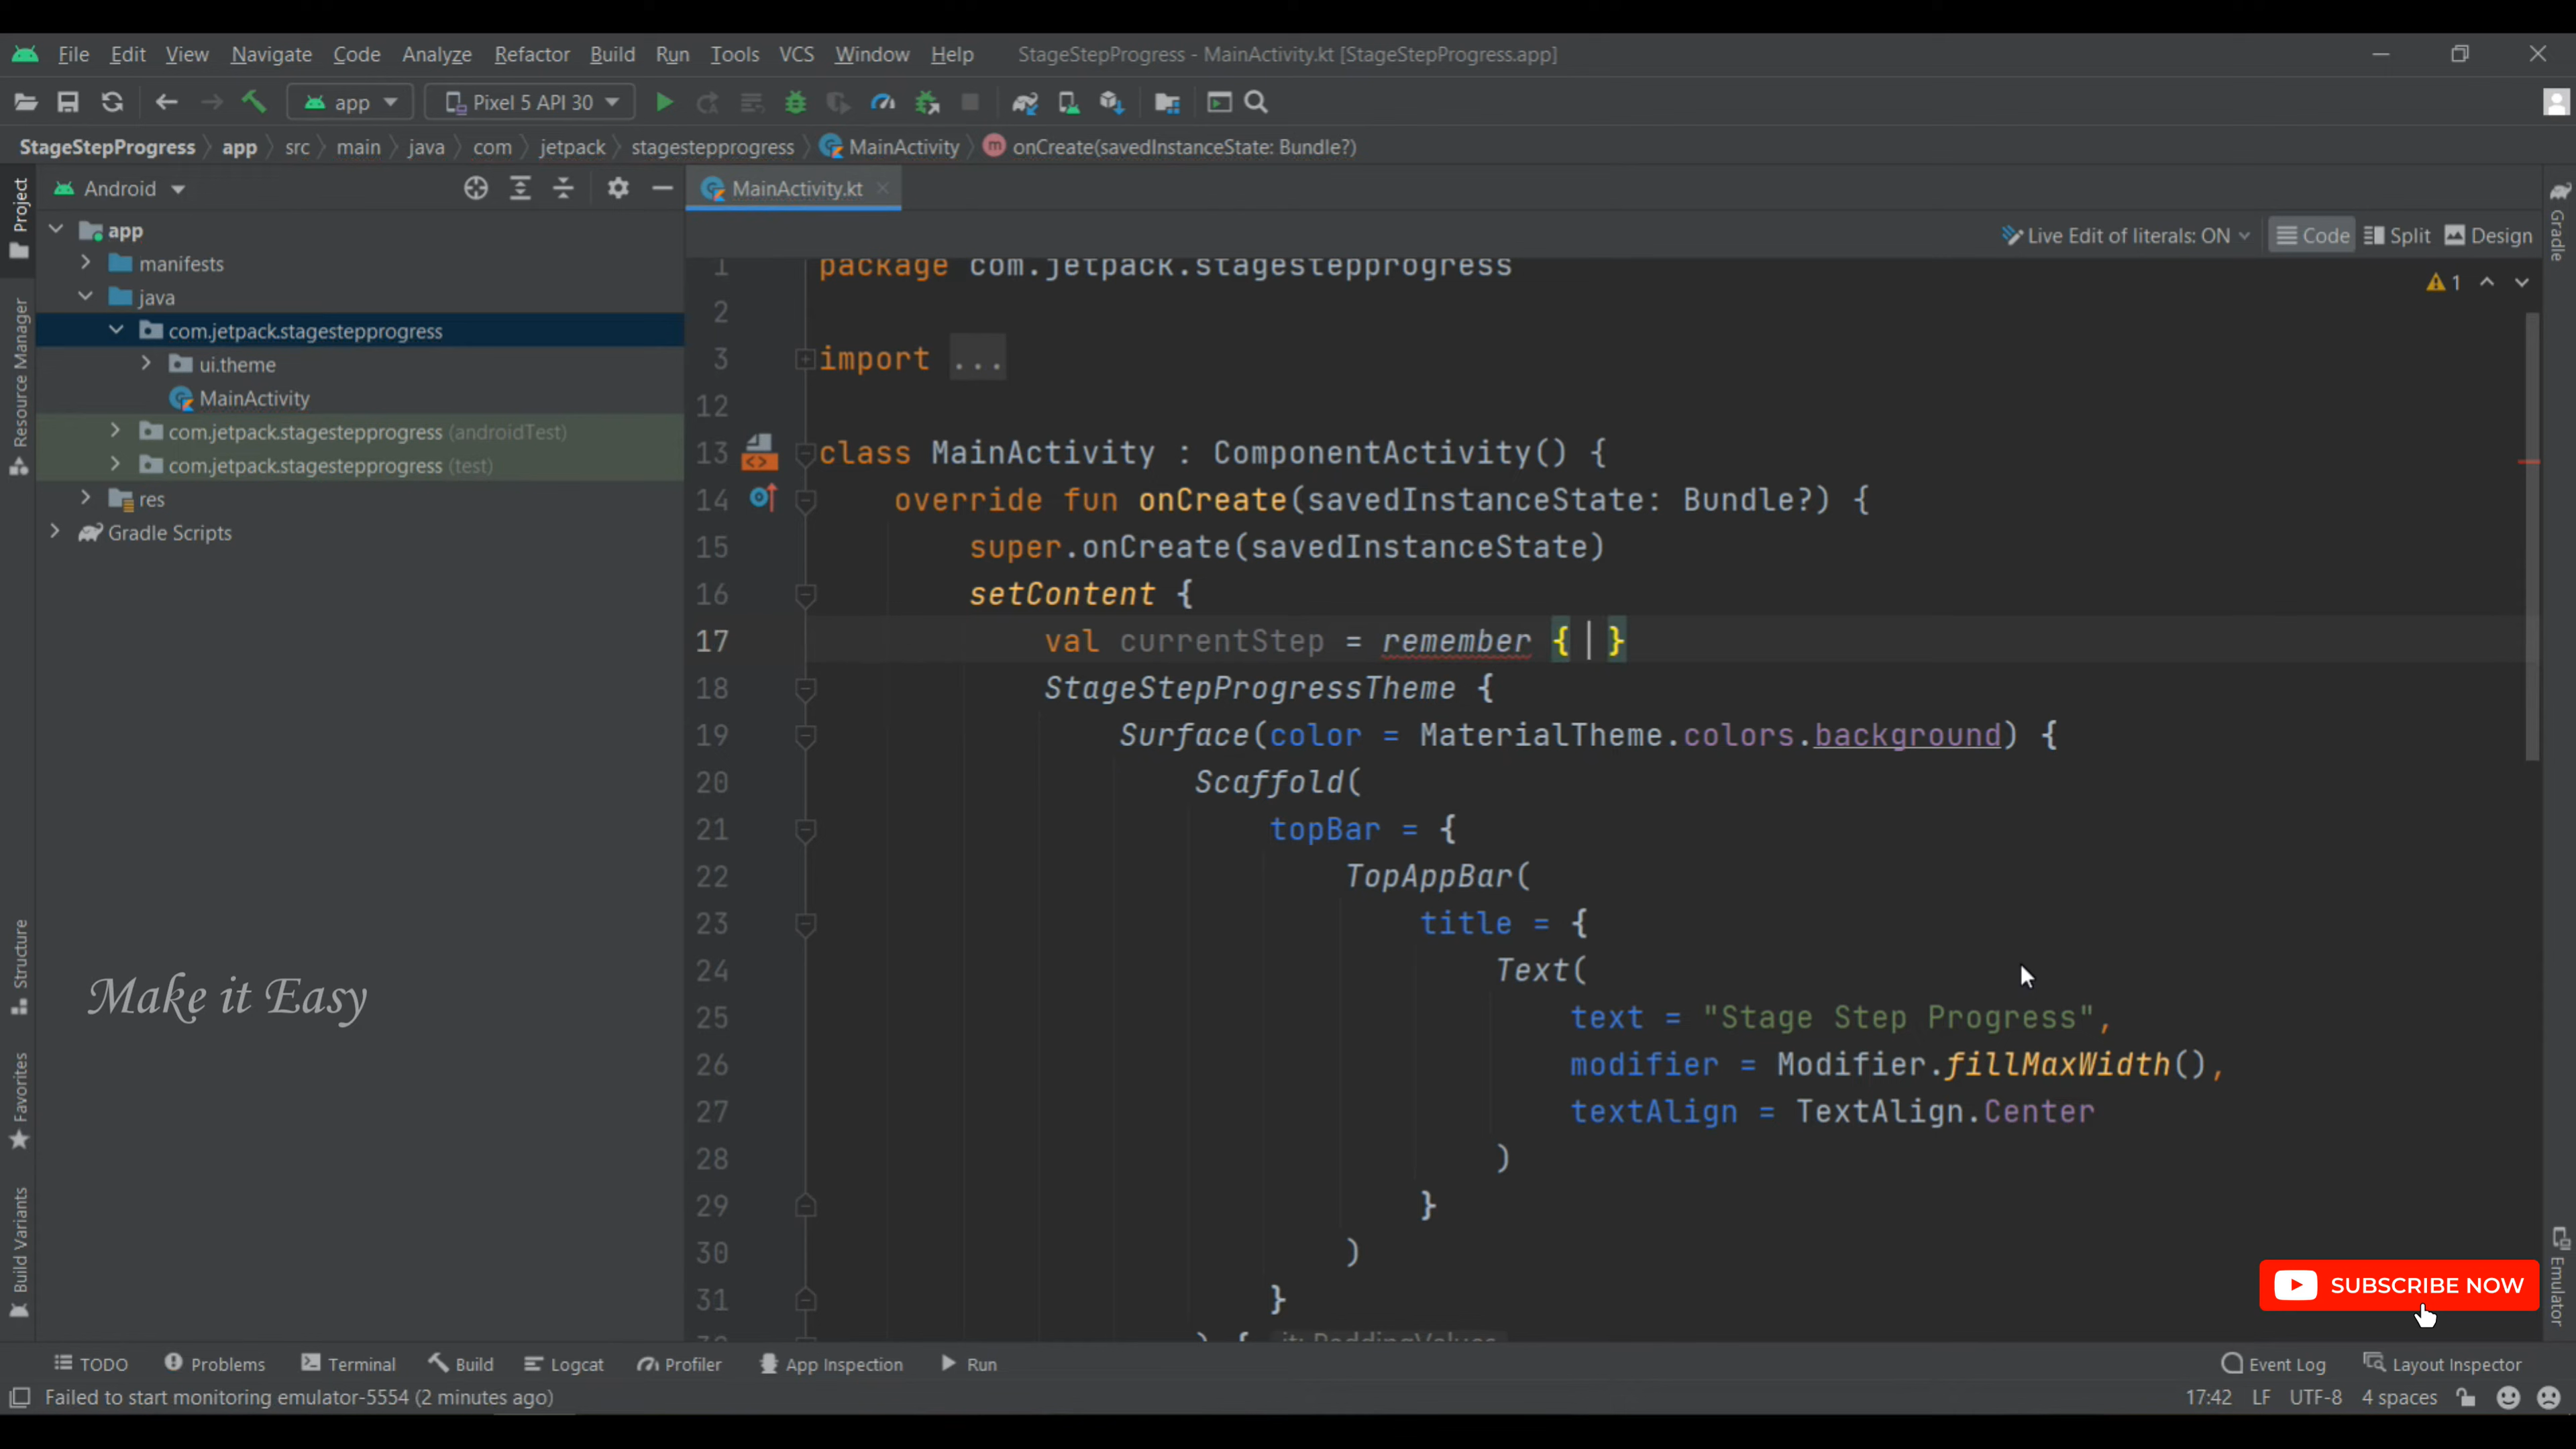 File Edit View Navigate Code Analyze Refactor Build Run Tools VCS Window Help StageStepProgress - MainActivity.kt [StageStepProgress.app]
app Pixel 5 API 30
StageStepProgress app src main java com jetpack stagestepprogress MainActivity onCreate(savedInstanceState: Bundle?)
Project
Android
MainActivity.kt
Gradle
app
manifests
java
com.jetpack.stagestepprogress
ui.theme
MainActivity
com.jetpack.stagestepprogress (androidTest)
com.jetpack.stagestepprogress (test)
res
Gradle Scripts
Resource Manager
Structure
Favorites
Build Variants
Make it Easy
Live Edit of literals: ON Code Split Design
1
1 package com.jetpack.stagestepprogress
2
3 import ...
12
13 class MainActivity : ComponentActivity() {
14 override fun onCreate(savedInstanceState: Bundle?) {
15 super.onCreate(savedInstanceState)
16 setContent {
17 val currentStep = remember { }
18 StageStepProgressTheme {
19 Surface(color = MaterialTheme.colors.background) {
20 Scaffold(
21 topBar = {
22 TopAppBar(
23 title = {
24 Text(
25 text = "Stage Step Progress",
26 modifier = Modifier.fillMaxWidth(),
27 textAlign = TextAlign.Center
28 )
29 }
30 )
31 }
) { it: PaddingValues
SUBSCRIBE NOW
Emulator
TODO Problems Terminal Build Logcat Profiler App Inspection Run Event Log Layout Inspector
Failed to start monitoring emulator-5554 (2 minutes ago) 17:42 LF UTF-8 4 spaces